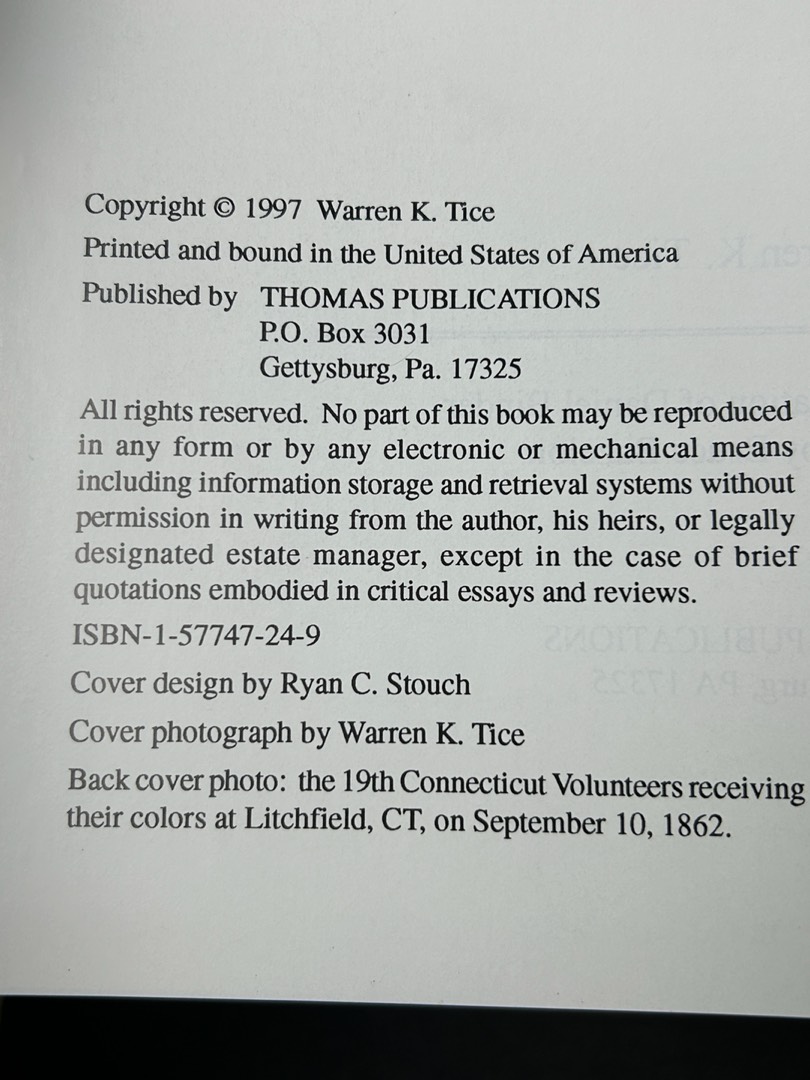 Copyright © 1997 Warren K. Tice
Printed and bound in the United States of America
Published by THOMAS PUBLICATIONS
P.O. Box 3031
Gettysburg, Pa. 17325
All rights reserved. No part of this book may be reproduced
in any form or by any electronic or mechanical means
including information storage and retrieval systems without
permission in writing from the author, his heirs, or legally
designated estate manager, except in the case of brief
quotations embodied in critical essays and reviews.
ISBN-1-57747-24-9
Cover design by Ryan C. Stouch
Cover photograph by Warren K. Tice
Back cover photo: the 19th Connecticut Volunteers receiving
their colors at Litchfield, CT, on September 10, 1862.